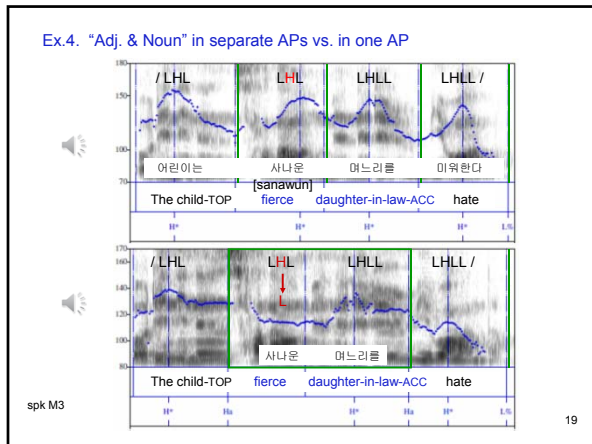 Ex.4. “Adj. & Noun” in separate APs vs. in one AP
180
150
100
70
/ LHL LHL LHLL LHLL /
어린이는 사나운 며느리를 미워한다
[sanawun]
The child-TOP fierce daughter-in-law-ACC hate
H* H* H* H* L%
170
160
140
120
100
80
/ LHL LHL LHLL LHLL /
L
사나운 며느리를
The child-TOP fierce daughter-in-law-ACC hate
H* Ha H* Ha H* L%
spk M3
19